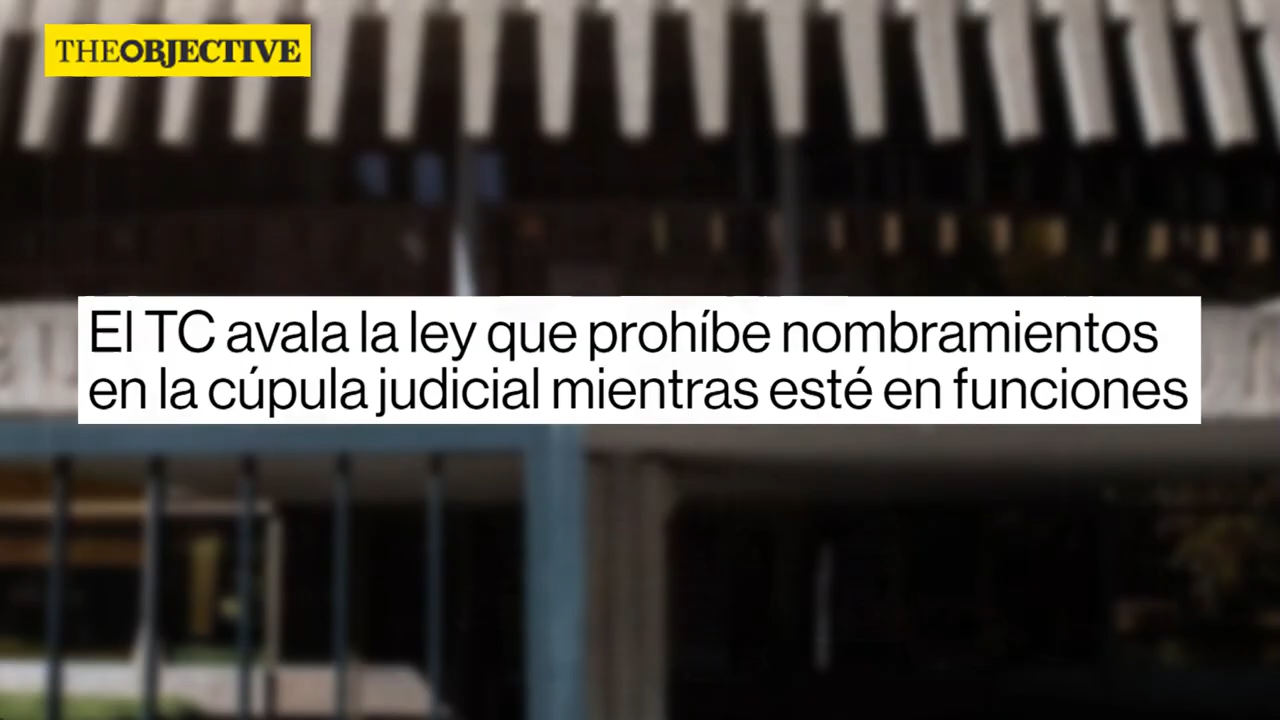 THEOBJECTIVE
El TC avala la ley que prohíbe nombramientos
en la cúpula judicial mientras esté en funciones